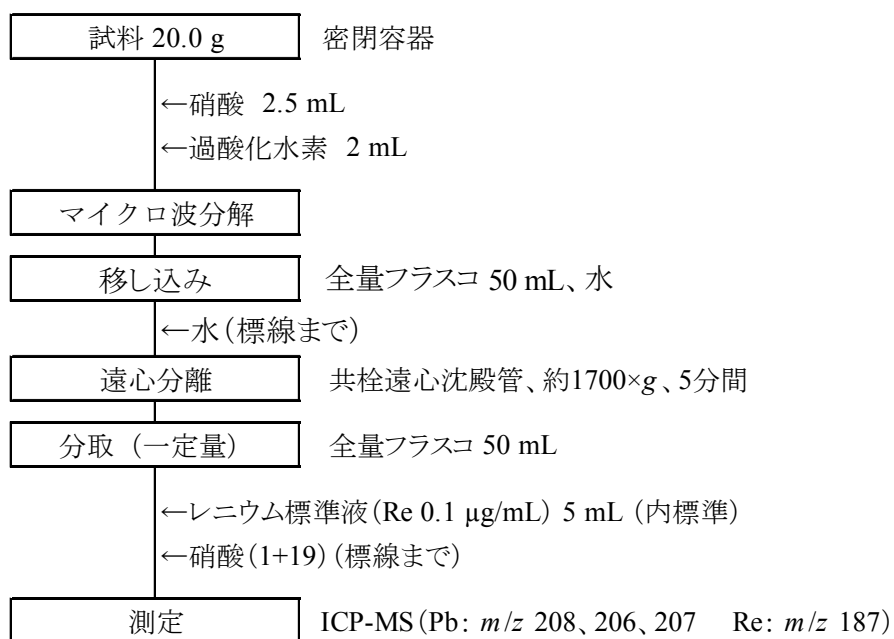 試料 20.0 g 密閉容器
←硝酸 2.5 mL
←過酸化水素 2 mL
マイクロ波分解
移し込み 全量フラスコ 50 mL、水
←水(標線まで)
遠心分離 共栓遠心沈殿管、約1700×g、5分間
分取(一定量) 全量フラスコ 50 mL
←レニウム標準液(Re 0.1 µg/mL) 5 mL (内標準)
←硝酸(1+19)(標線まで)
測定 ICP-MS(Pb: m/z 208、206、207 Re: m/z 187)